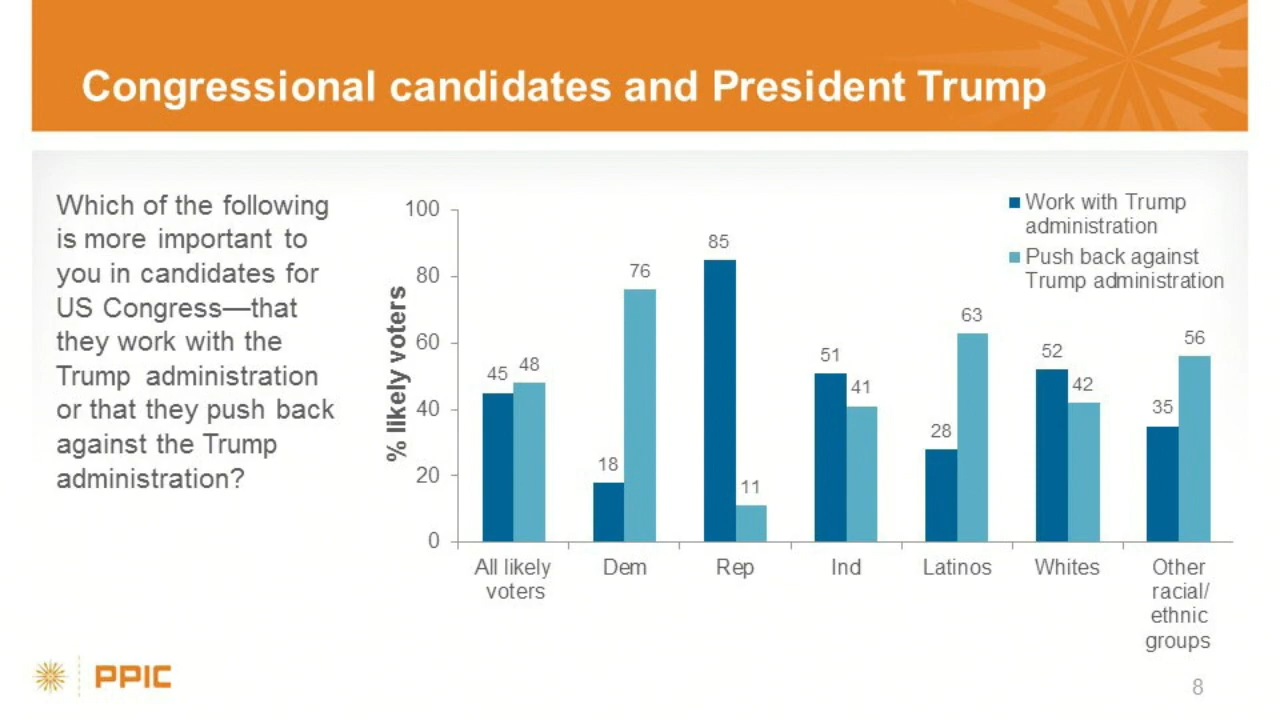 Congressional candidates and President Trump
Which of the following
is more important to
you in candidates for
US Congress—that
they work with the
Trump administration
or that they push back
against the Trump
administration?
% likely voters
100
80
60
40
20
0
Work with Trump
administration
Push back against
Trump administration
45
48
18
76
85
11
51
41
28
63
52
42
35
56
All likely
voters
Dem
Rep
Ind
Latinos
Whites
Other
racial/
ethnic
groups
PPIC
8